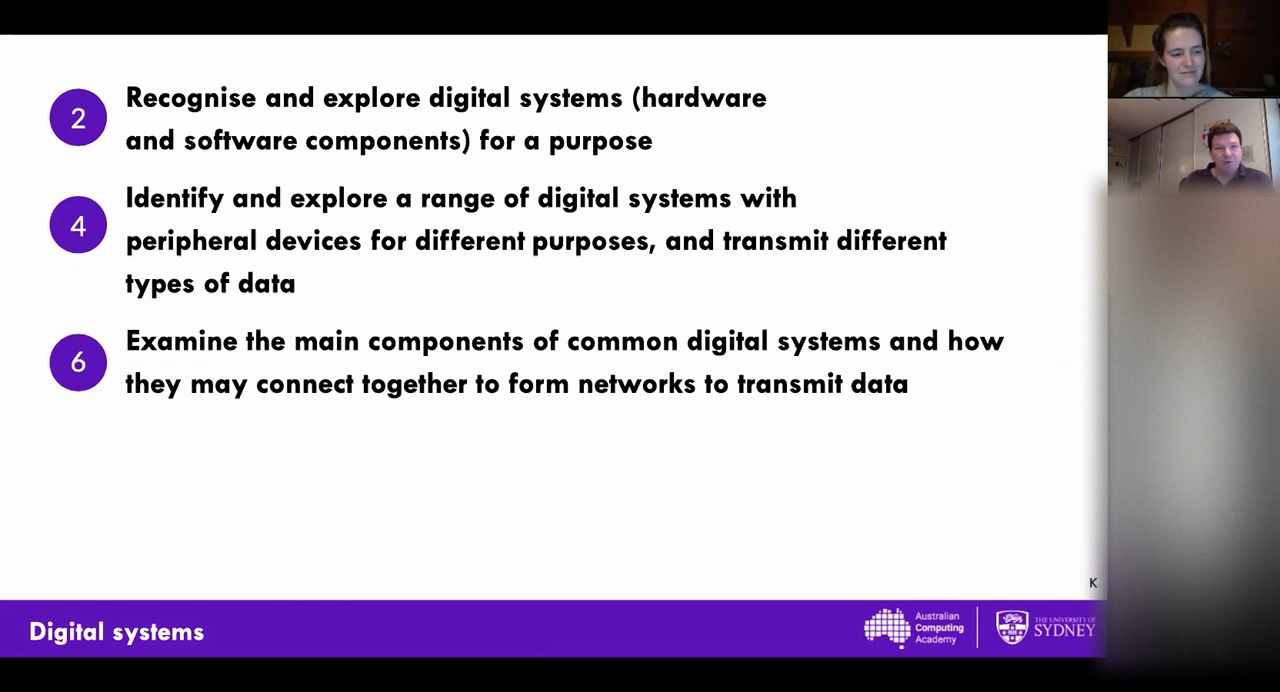 2
Recognise and explore digital systems (hardware
and software components) for a purpose
4
Identify and explore a range of digital systems with
peripheral devices for different purposes, and transmit different
types of data
6
Examine the main components of common digital systems and how
they may connect together to form networks to transmit data
K
Digital systems
Australian
Computing
Academy
THE UNIVERSITY OF
SYDNEY